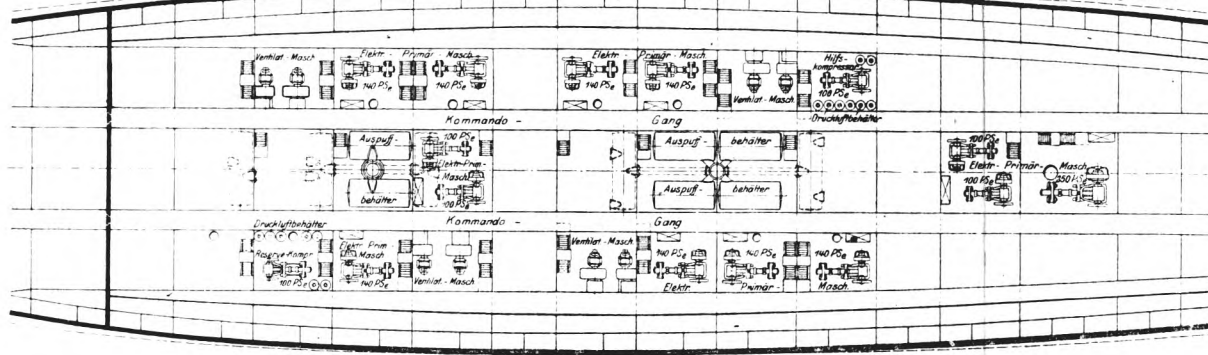 Ventilat - Masch
Elektr - Primär - Masch.
140 PSe
140 PSe
Elektr - Primär - Masch
140 PSe
140 PSe
Ventilat - Masch.
Hilfs-
kompressor
100 PSe
Druckluftbehälter
Kommando - Gang
Auspuff -
behälter
100 PSe
Elektr-Prim-
Masch
100 PSe
Auspuff - behälter
Auspuff - behälter
100 PSe
Elektr - Primär - Masch
100 PSe
350 PSe
Kommando - Gang
Druckluftbehälter
Reserve-Kompr
100 PSe
Elektr Prim
Masch
140 PSe
Ventilat - Masch
Ventilat - Masch.
140 PSe
140 PSe
140 PSe
Elektr Primär - Masch.